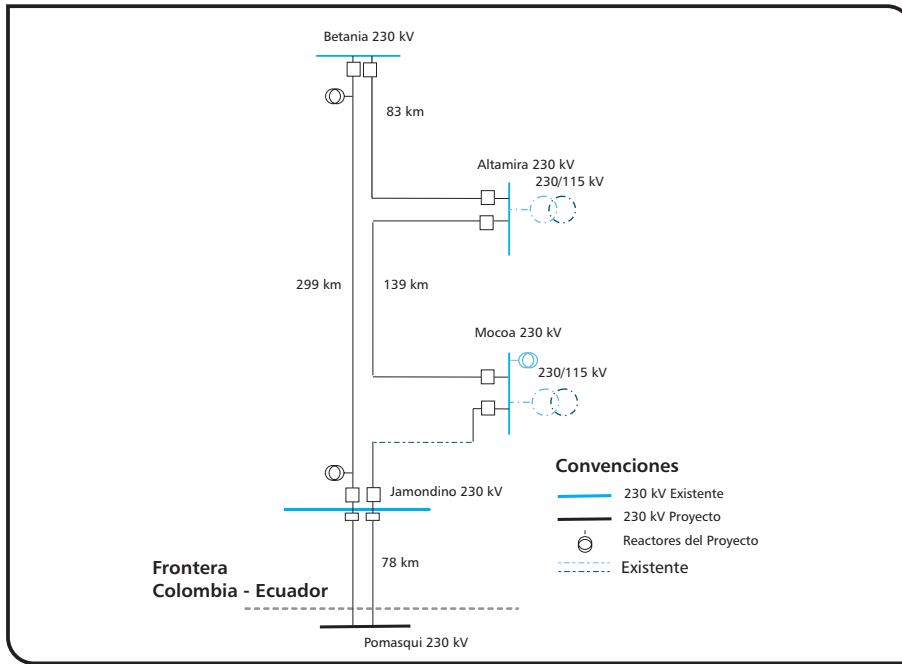 Betania 230 kV
83 km
Altamira 230 kV
230/115 kV
299 km
139 km
Mocoa 230 kV
230/115 kV
Jamondino 230 kV
78 km
Frontera
Colombia - Ecuador
Pomasqui 230 kV
Convenciones
230 kV Existente
230 kV Proyecto
Reactores del Proyecto
Existente